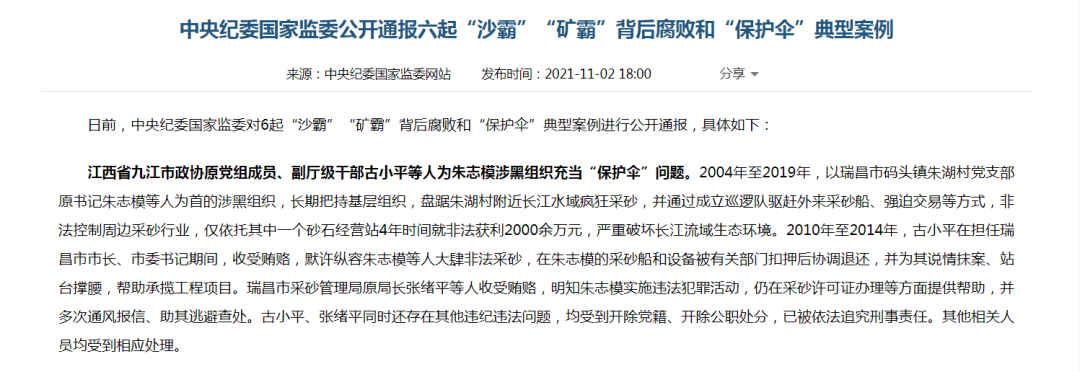 中央纪委国家监委公开通报六起“沙霸”“矿霸”背后腐败和“保护伞”典型案例
来源：中央纪委国家监委网站 发布时间：2021-11-02 18:00 分享
日前，中央纪委国家监委对6起“沙霸”“矿霸”背后腐败和“保护伞”典型案例进行公开通报，具体如下：
江西省九江市政协原党组成员、副厅级干部古小平等人为朱志模涉黑组织充当“保护伞”问题。2004年至2019年，以瑞昌市码头镇朱湖村党支部
原书记朱志模等人为首的涉黑组织，长期把持基层组织，盘踞朱湖村附近长江水域疯狂采砂，并通过成立巡逻队驱赶外来采砂船、强迫交易等方式，非
法控制周边采砂行业，仅依托其中一个砂石经营站4年时间就非法获利2000余万元，严重破坏长江流域生态环境。2010年至2014年，古小平在担任瑞
昌市市长、市委书记期间，收受贿赂，默许纵容朱志模等人大肆非法采砂，在朱志模的采砂船和设备被有关部门扣押后协调退还，并为其说情抹案、站
台撑腰，帮助承揽工程项目。瑞昌市采砂管理局原局长张绪平等人收受贿赂，明知朱志模实施违法犯罪活动，仍在采砂许可证办理等方面提供帮助，并
多次通风报信、助其逃避查处。古小平、张绪平同时还存在其他违纪违法问题，均受到开除党籍、开除公职处分，已被依法追究刑事责任。其他相关人
员均受到相应处理。